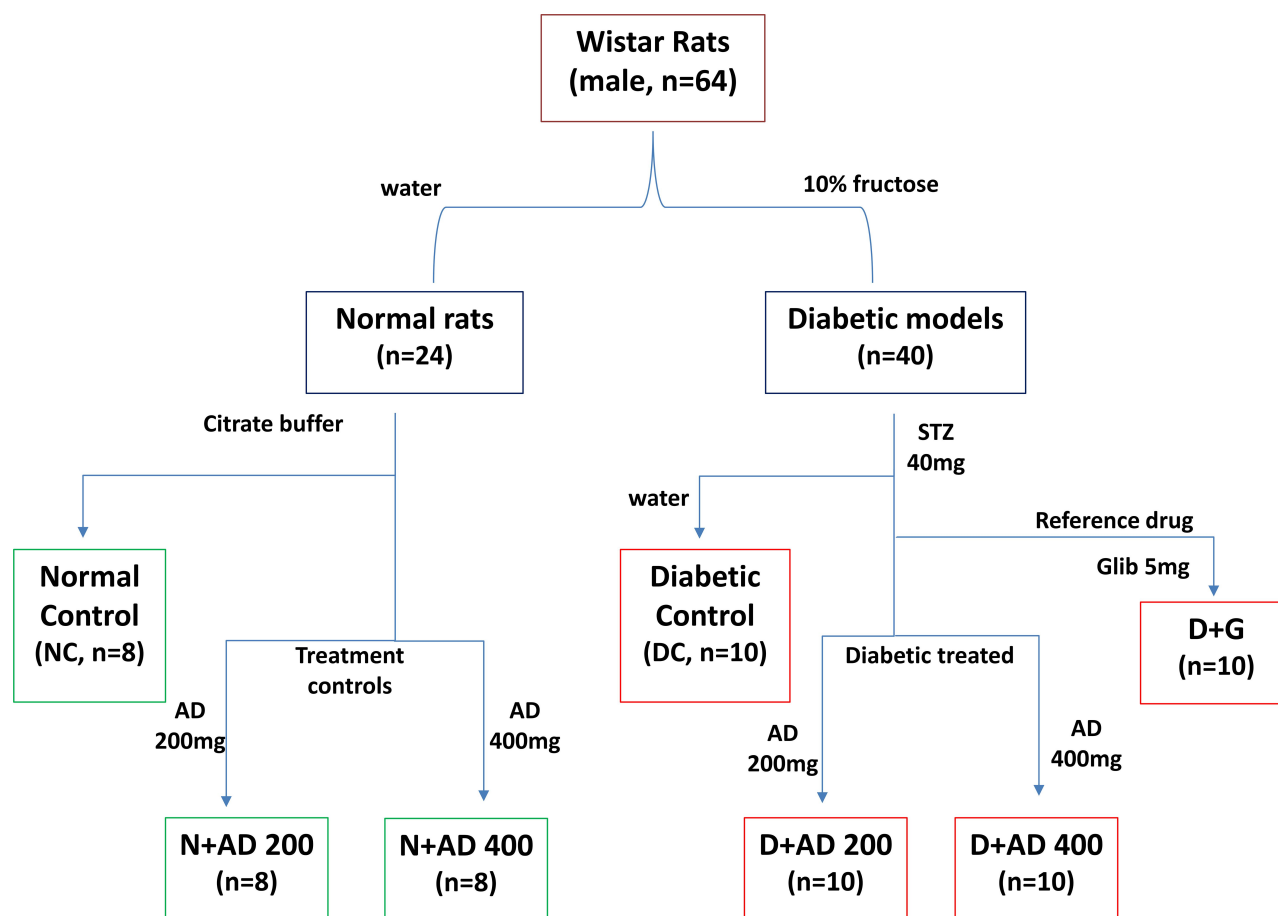 Wistar Rats
(male, n=64)
water
10% fructose
Normal rats
(n=24)
Diabetic models
(n=40)
Citrate buffer
STZ
40mg
water
Reference drug
Glib 5mg
Normal
Control
(NC, n=8)
Diabetic
Control
(DC, n=10)
D+G
(n=10)
Treatment
controls
Diabetic treated
AD
200mg
AD
400mg
AD
200mg
AD
400mg
N+AD 200
(n=8)
N+AD 400
(n=8)
D+AD 200
(n=10)
D+AD 400
(n=10)